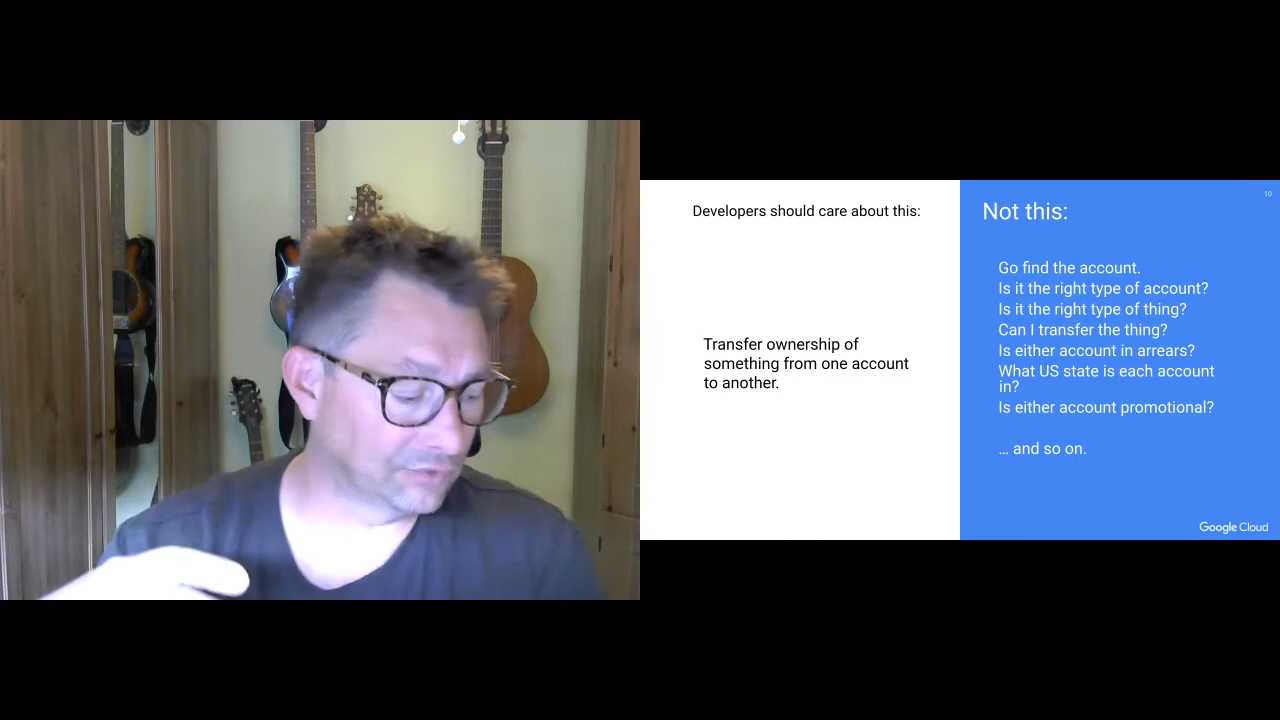 Developers should care about this:
Transfer ownership of
something from one account
to another.
10
Not this:
Go find the account.
Is it the right type of account?
Is it the right type of thing?
Can I transfer the thing?
Is either account in arrears?
What US state is each account
in?
Is either account promotional?
... and so on.
Google Cloud